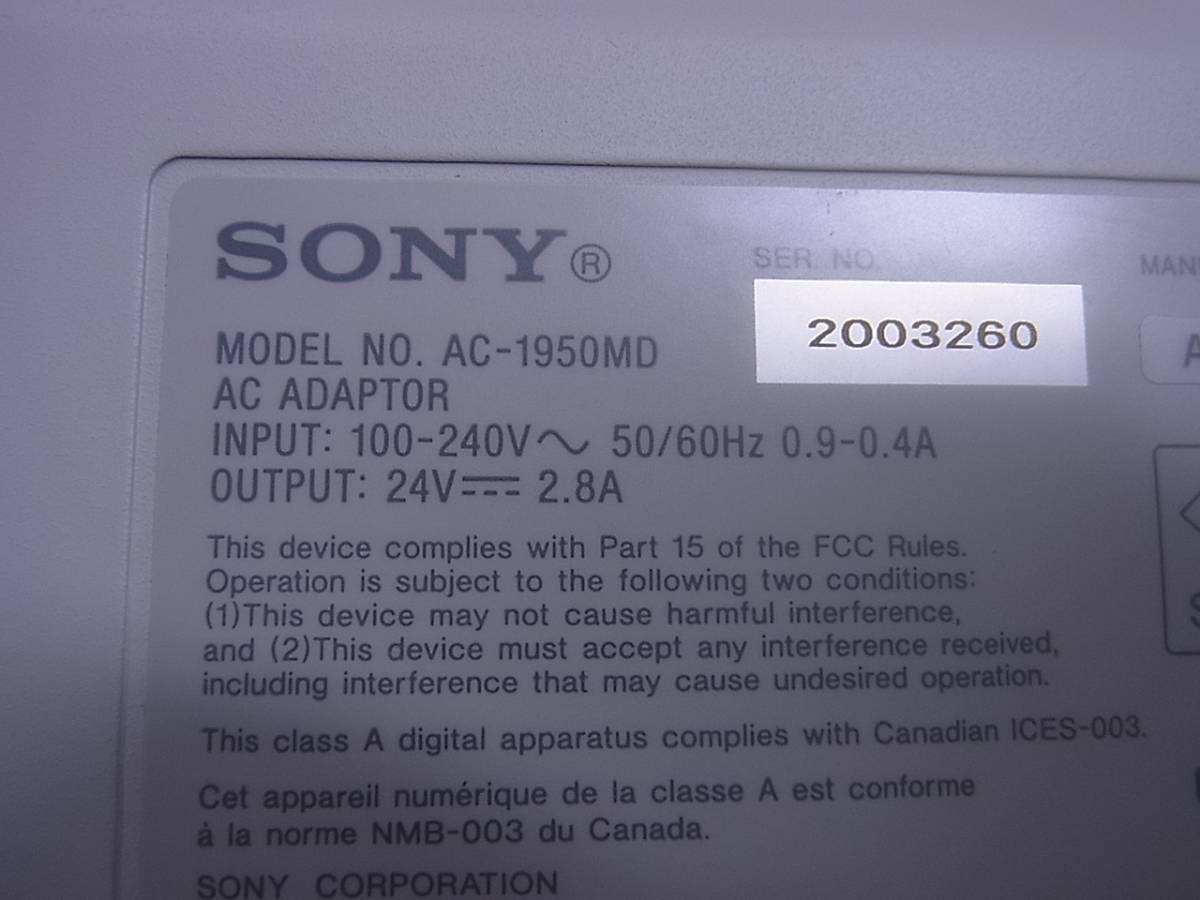 SONY®
SER. NO.
2003260
MODEL NO. AC-1950MD
AC ADAPTOR
INPUT: 100-240V～ 50/60Hz 0.9-0.4A
OUTPUT: 24V⎓ 2.8A
This device complies with Part 15 of the FCC Rules.
Operation is subject to the following two conditions:
(1)This device may not cause harmful interference,
and (2)This device must accept any interference received,
including interference that may cause undesired operation.
This class A digital apparatus complies with Canadian ICES-003.
Cet appareil numérique de la classe A est conforme
à la norme NMB-003 du Canada.
SONY CORPORATION